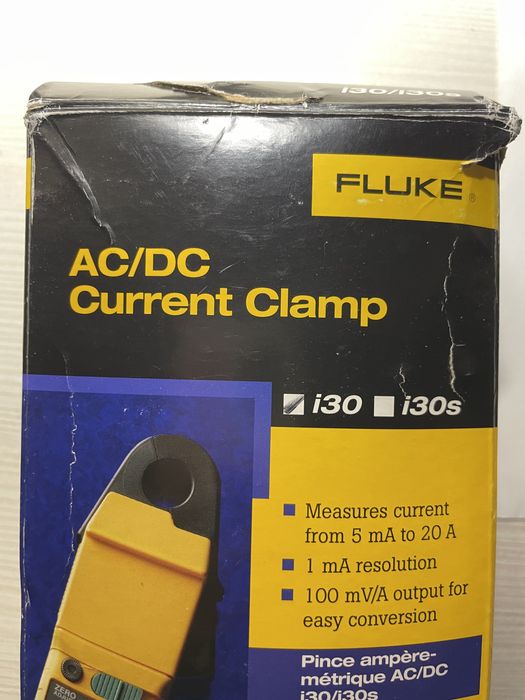 i30/i30s
FLUKE ®
AC/DC
Current Clamp
i30 i30s
Measures current
from 5 mA to 20 A
1 mA resolution
100 mV/A output for
easy conversion
Pince ampère-
métrique AC/DC
i30/i30s
ZERO